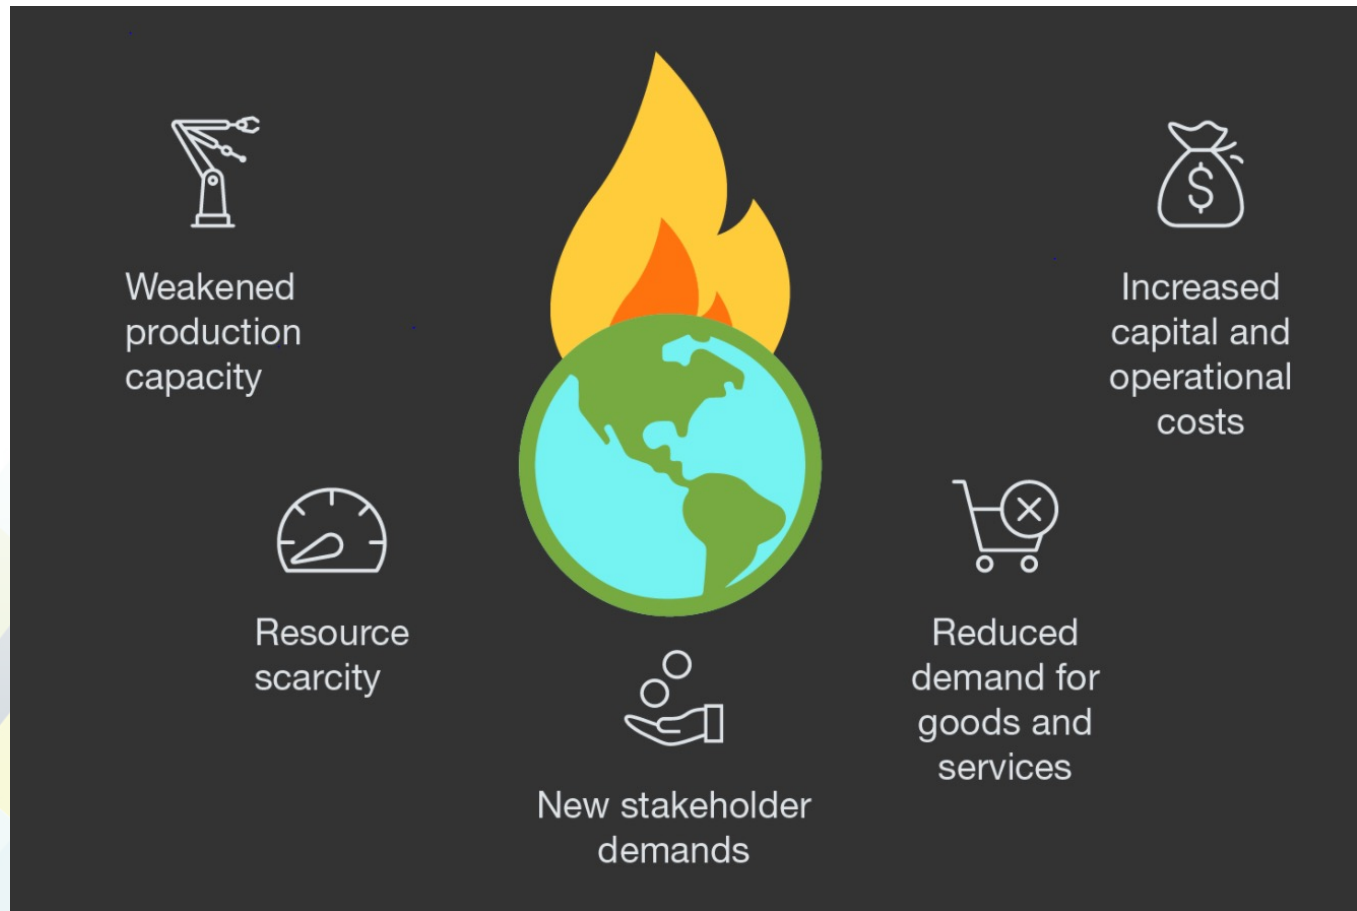 Weakened
production
capacity
Resource
scarcity
New stakeholder
demands
Reduced
demand for
goods and
services
$
Increased
capital and
operational
costs